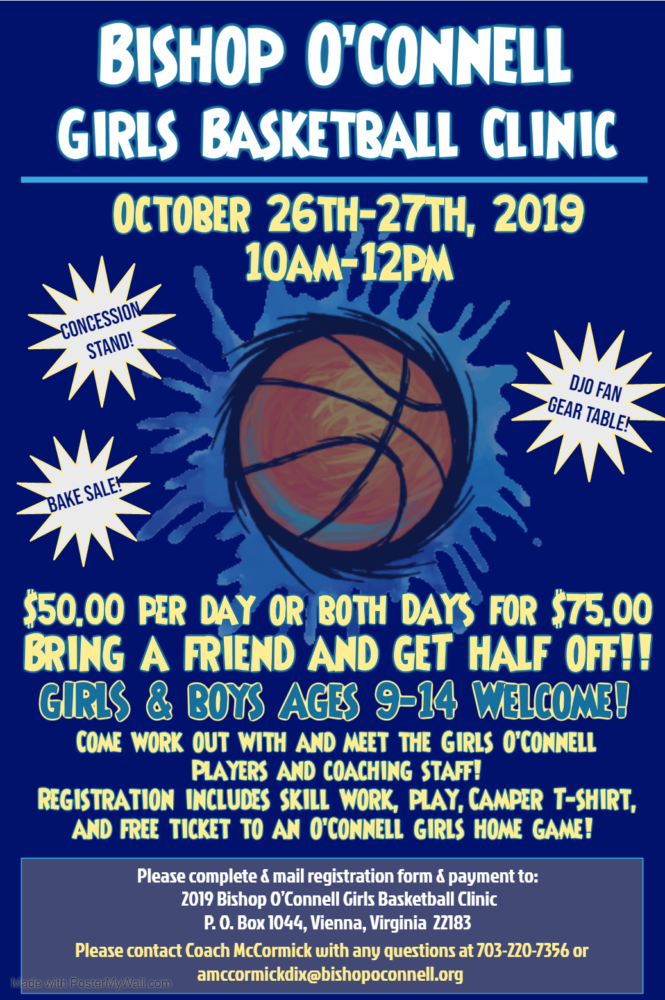 Bishop O'Connell
Girls Basketball Clinic
October 26th-27th, 2019
10am-12pm
CONCESSION
STAND!
DJO FAN
GEAR TABLE!
BAKE SALE!
$50.00 per day or both days for $75.00
Bring a friend and get half off!!
Girls & Boys ages 9-14 Welcome!
Come work out with and meet the Girls O'Connell
Players and coaching staff!
Registration includes skill work, play, Camper T-shirt,
and free ticket to an O'Connell girls home game!
Please complete & mail registration form & payment to:
2019 Bishop O'Connell Girls Basketball Clinic
P. O. Box 1044, Vienna, Virginia 22183
Please contact Coach McCormick with any questions at 703-220-7356 or
amccormickdix@bishopoconnell.org
Made with PosterMyWall.com